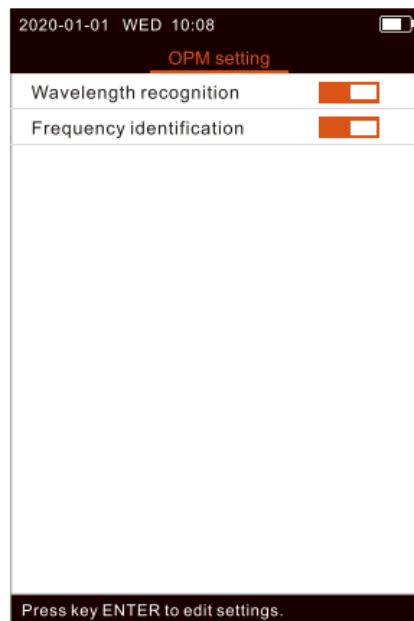 2020-01-01 WED 10:08
OPM setting
Wavelength recognition
Frequency identification
Press key ENTER to edit settings.